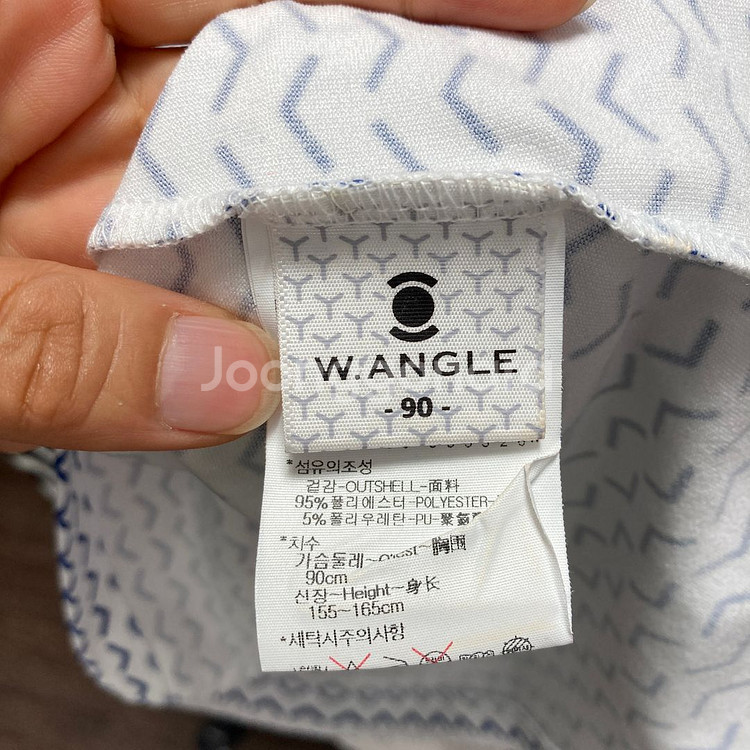 W.ANGLE
- 90 -
*섬유의조성
겉감-OUTSHELL-面料
95% 폴리에스터-POLYESTER-
5% 폴리우레탄-PU-聚氨
*치수
가슴둘레~Chest~胸围
90cm
신장~Height~身长
155~165cm
*세탁시주의사항